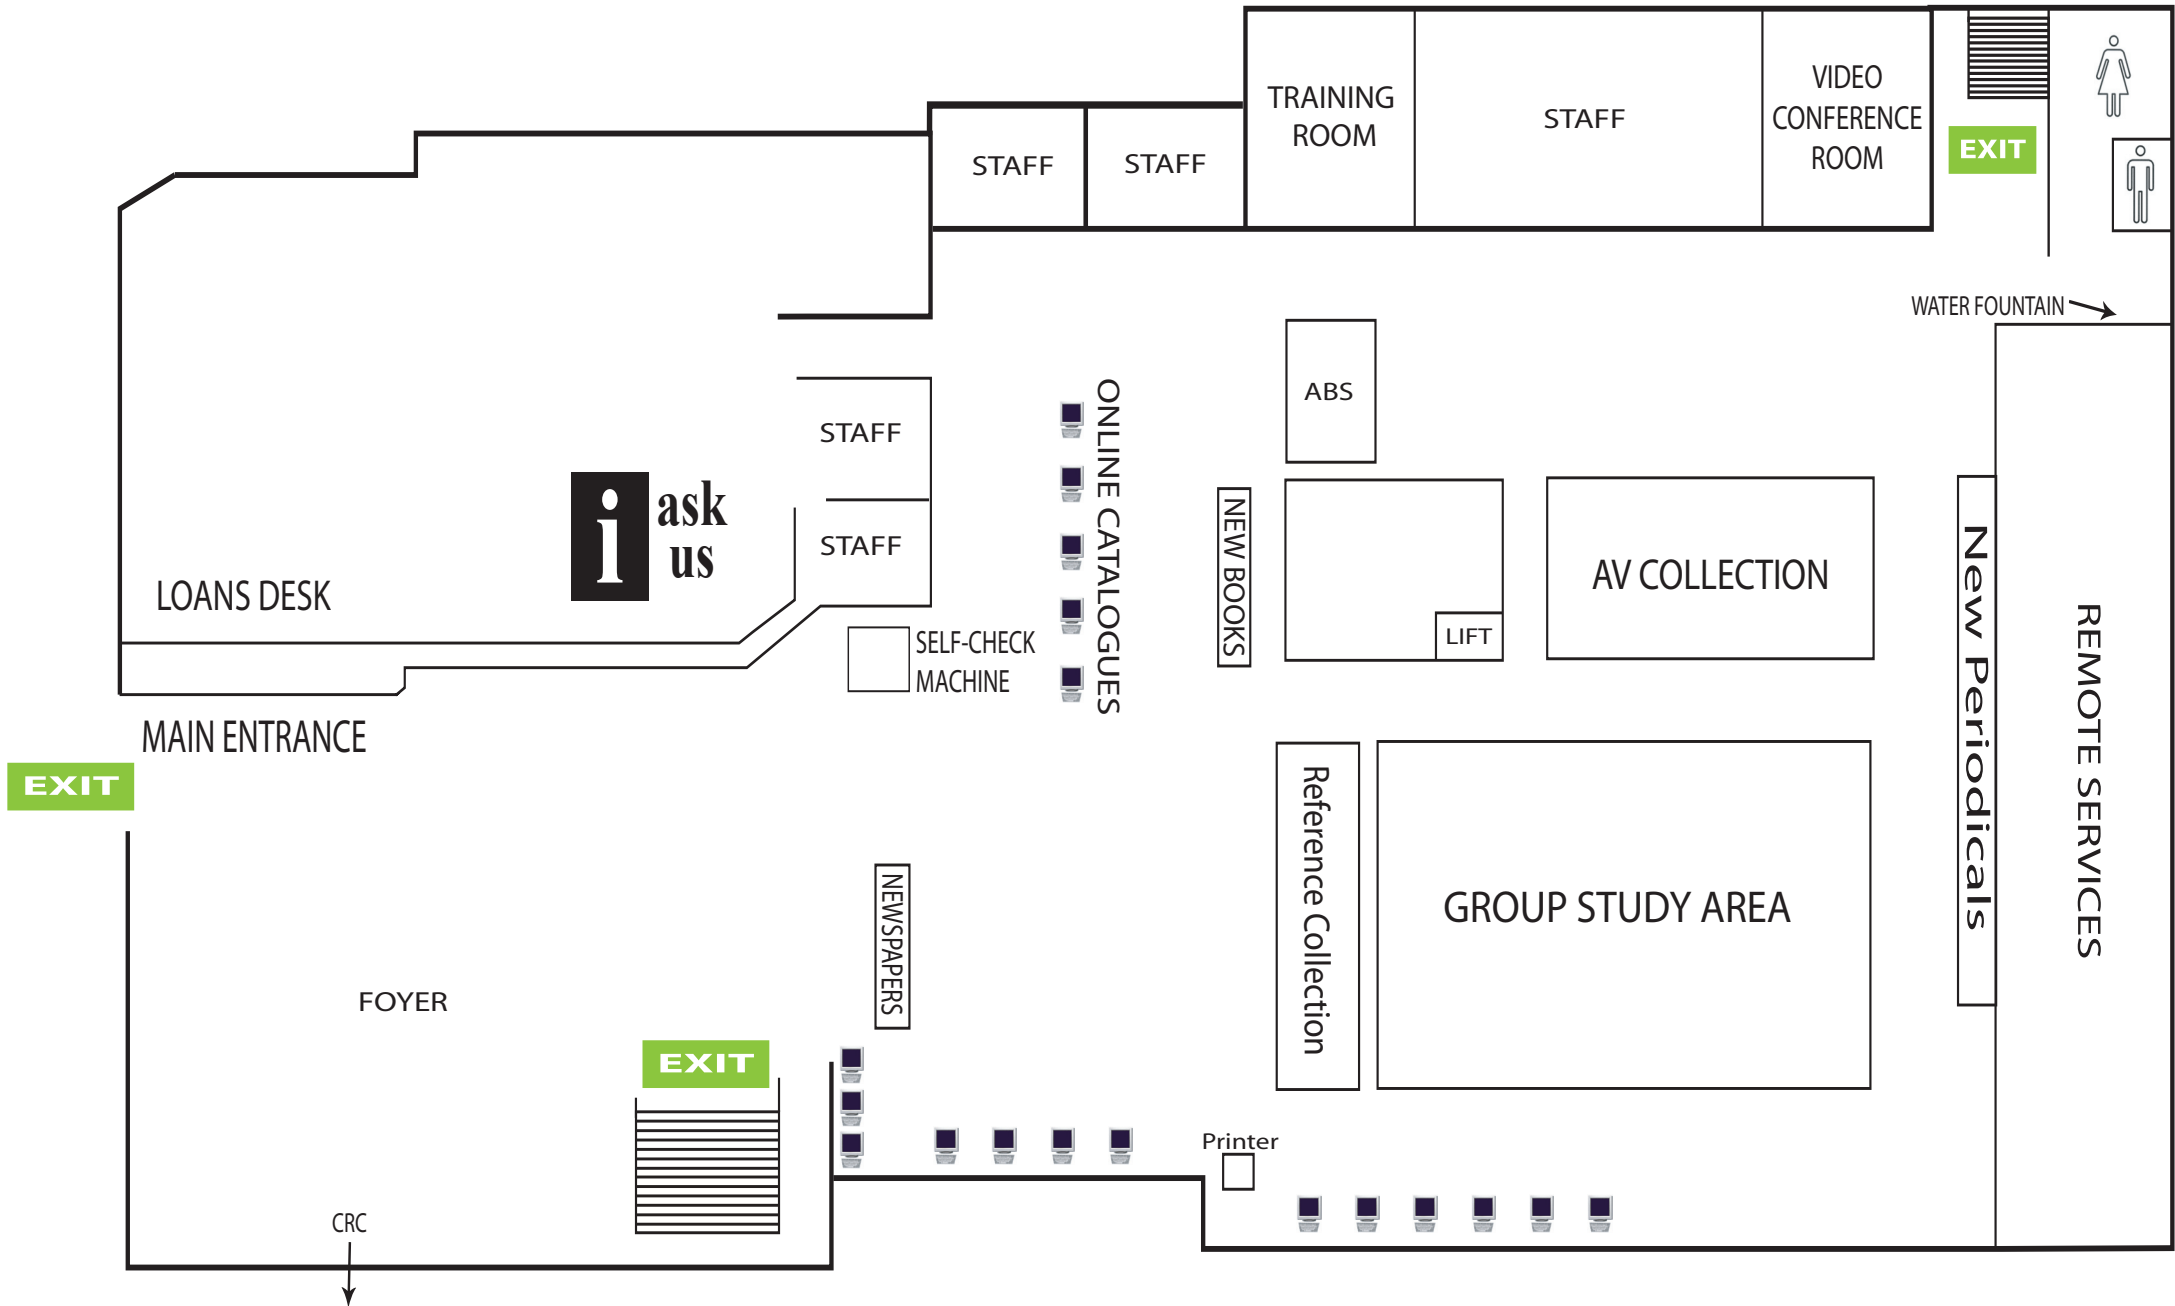 TRAINING
ROOM
STAFF
VIDEO
CONFERENCE
ROOM
EXIT
STAFF
STAFF
WATER FOUNTAIN
ABS
STAFF
ONLINE CATALOGUES
i
ask
us
STAFF
NEW BOOKS
AV COLLECTION
LIFT
New Periodicals
REMOTE SERVICES
LOANS DESK
SELF-CHECK
MACHINE
MAIN ENTRANCE
EXIT
Reference Collection
GROUP STUDY AREA
NEWSPAPERS
FOYER
EXIT
Printer
CRC